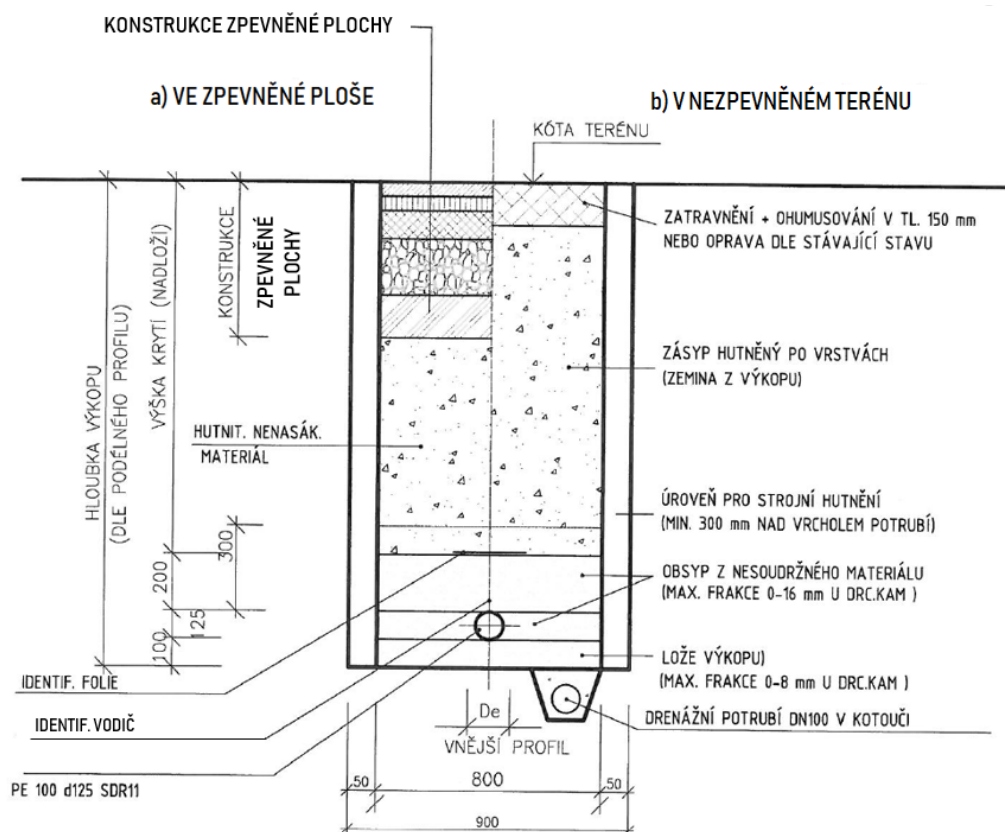 KONSTRUKCE ZPEVNĚNÉ PLOCHY
a) VE ZPEVNĚNÉ PLOŠE
b) V NEZPEVNĚNÉM TERÉNU
KÓTA TERÉNU
ZATRAVNĚNÍ + OHUMUSOVÁNÍ V TL. 150 mm
NEBO OPRAVA DLE STÁVAJÍCÍ STAVU
HLOUBKA VÝKOPU
(DLE PODÉLNÉHO PROFILU)
VÝŠKA KRYTÍ (NADLOŽÍ)
KONSTRUKCE
ZPEVNĚNÉ
PLOCHY
ZÁSYP HUTNĚNÝ PO VRSTVÁCH
(ZEMINA Z VÝKOPU)
HUTNIT. NENASÁK.
MATERIÁL
ÚROVEŇ PRO STROJNÍ HUTNĚNÍ
(MIN. 300 mm NAD VRCHOLEM POTRUBÍ)
300
200
125
100
OBSYP Z NESOUDRŽNÉHO MATERIÁLU
(MAX. FRAKCE 0-16 mm U DRC.KAM )
LOŽE VÝKOPU)
(MAX. FRAKCE 0-8 mm U DRC.KAM )
IDENTIF. FOLIE
IDENTIF. VODIČ
De
VNĚJŠÍ PROFIL
DRENÁŽNÍ POTRUBÍ DN100 V KOTOUČI
PE 100 d125 SDR11
50
800
50
900